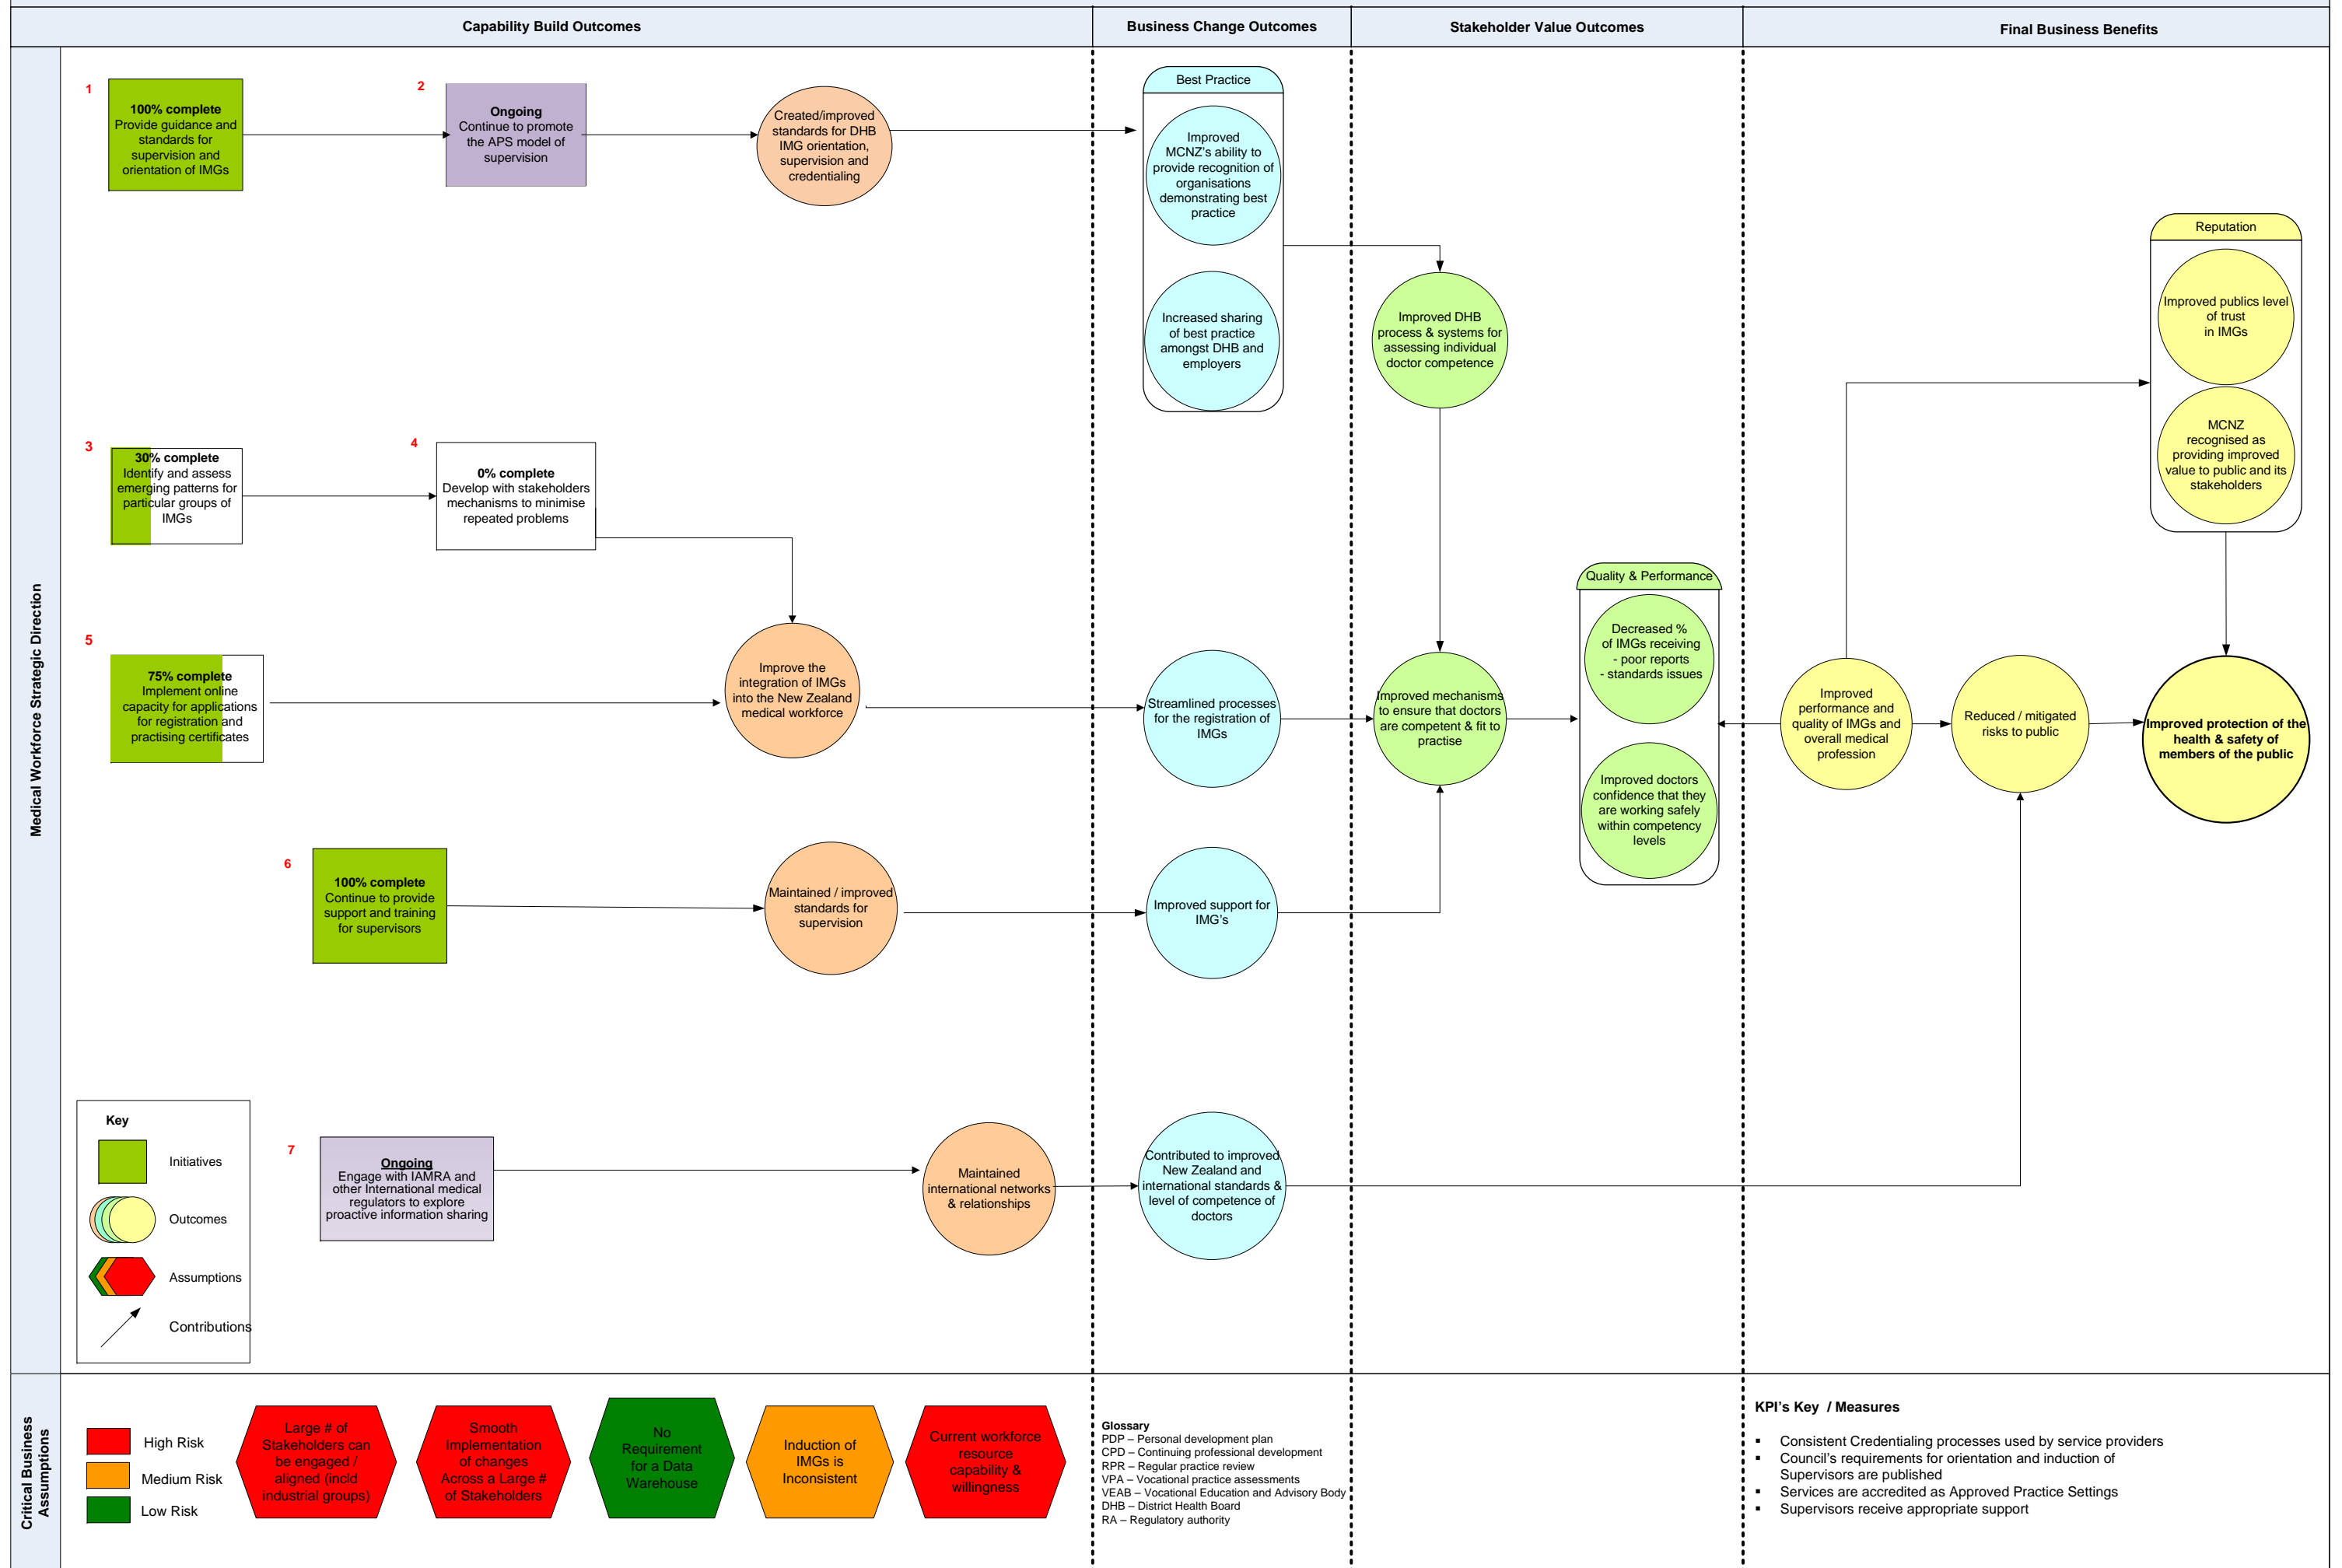 Capability Build Outcomes
Business Change Outcomes
Stakeholder Value Outcomes
Final Business Benefits
Medical Workforce Strategic Direction
1
100% complete
Provide guidance and
standards for
supervision and
orientation of IMGs
2
Ongoing
Continue to promote
the APS model of
supervision
Created/improved
standards for DHB
IMG orientation,
supervision and
credentialing
Best Practice
Improved
MCNZ's ability to
provide recognition of
organisations
demonstrating best
practice
Increased sharing
of best practice
amongst DHB and
employers
Improved DHB
process & systems for
assessing individual
doctor competence
Reputation
Improved publics level
of trust
in IMGs
MCNZ
recognised as
providing improved
value to public and its
stakeholders
3
30% complete
Identify and assess
emerging patterns for
particular groups of
IMGs
4
0% complete
Develop with stakeholders
mechanisms to minimise
repeated problems
5
75% complete
Implement online
capacity for applications
for registration and
practising certificates
Improve the
integration of IMGs
into the New Zealand
medical workforce
Streamlined processes
for the registration of
IMGs
Improved mechanisms
to ensure that doctors
are competent & fit to
practise
Quality & Performance
Decreased %
of IMGs receiving
- poor reports
- standards issues
Improved doctors
confidence that they
are working safely
within competency
levels
Improved
performance and
quality of IMGs and
overall medical
profession
Reduced / mitigated
risks to public
Improved protection of the
health & safety of
members of the public
6
100% complete
Continue to provide
support and training
for supervisors
Maintained / improved
standards for
supervision
Improved support for
IMG's
7
Ongoing
Engage with IAMRA and
other International medical
regulators to explore
proactive information sharing
Maintained
international networks
& relationships
Contributed to improved
New Zealand and
international standards &
level of competence of
doctors
Key
Initiatives
Outcomes
Assumptions
Contributions
Critical Business
Assumptions
High Risk
Medium Risk
Low Risk
Large # of
Stakeholders can
be engaged /
aligned (incld
industrial groups)
Smooth
Implementation
of changes
Across a Large #
of Stakeholders
No
Requirement
for a Data
Warehouse
Induction of
IMGs is
Inconsistent
Current workforce
resource
capability &
willingness
Glossary
PDP – Personal development plan
CPD – Continuing professional development
RPR – Regular practice review
VPA – Vocational practice assessments
VEAB – Vocational Education and Advisory Body
DHB – District Health Board
RA – Regulatory authority
KPI's Key / Measures
▪ Consistent Credentialing processes used by service providers
▪ Council's requirements for orientation and induction of
Supervisors are published
▪ Services are accredited as Approved Practice Settings
▪ Supervisors receive appropriate support